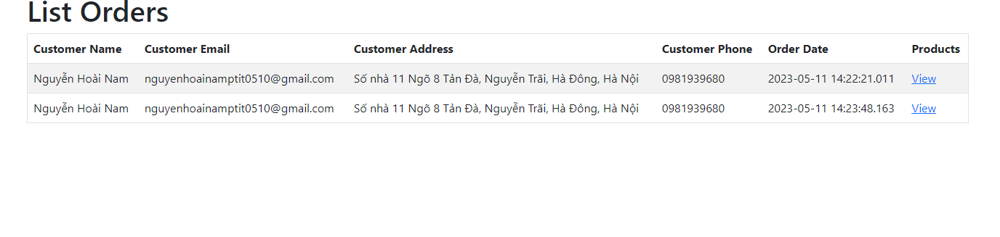 List Orders
Customer Name Customer Email Customer Address Customer Phone Order Date Products
Nguyễn Hoài Nam nguyenhoainamptit0510@gmail.com Số nhà 11 Ngõ 8 Tản Đà, Nguyễn Trãi, Hà Đông, Hà Nội 0981939680 2023-05-11 14:22:21.011 View
Nguyễn Hoài Nam nguyenhoainamptit0510@gmail.com Số nhà 11 Ngõ 8 Tản Đà, Nguyễn Trãi, Hà Đông, Hà Nội 0981939680 2023-05-11 14:23:48.163 View